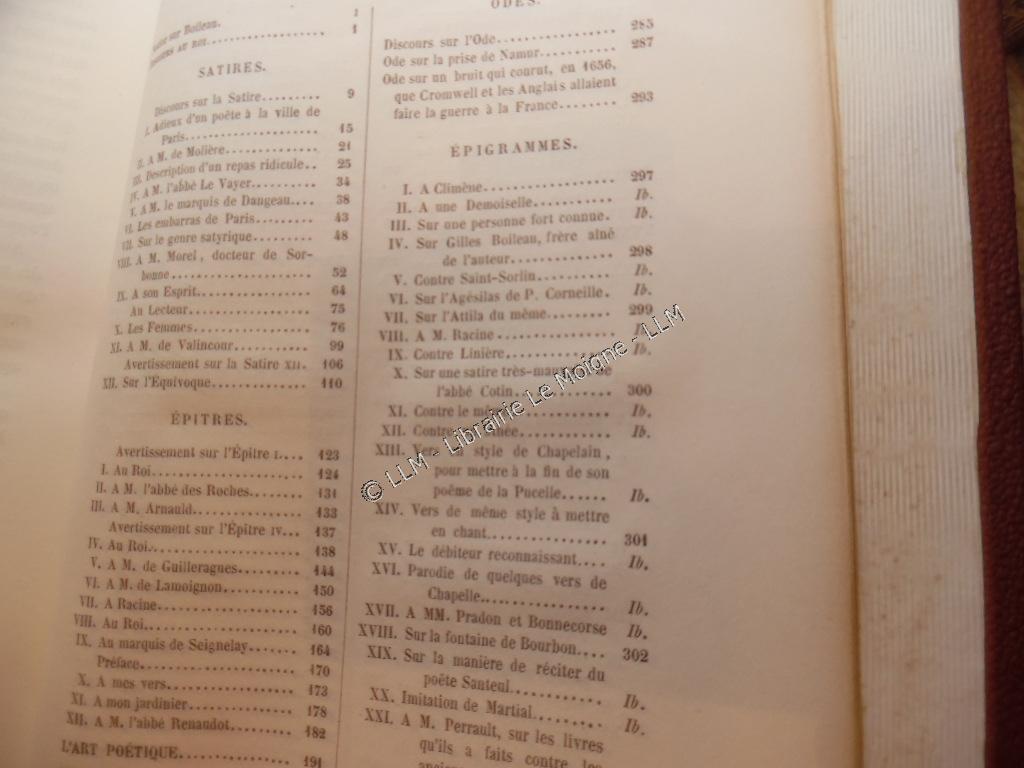 sur Boileau. 1
AU ROI. 1
SATIRES.
Discours sur la Satire......... 9
I. Adieux d'un poëte à la ville de
Paris................... 15
II. A M. de Molière............. 21
III. Description d'un repas ridicule.. 25
IV. A M. l'abbé Le Vayer.......... 34
V. A M. le marquis de Dangeau.... 38
VI. Les embarras de Paris......... 43
VII. Sur le genre satyrique......... 48
VIII. A M. Morel, docteur de Sor-
bonne.................... 52
IX. A son Esprit................ 64
Au Lecteur................ 75
X. Les Femmes................ 76
XI. A M. de Valincour............ 99
Avertissement sur la Satire XII. 106
XII. Sur l'Équivoque............. 110
ÉPITRES.
Avertissement sur l'Épitre I.... 123
I. Au Roi.................... 124
II. A M. l'abbé des Roches........ 131
III. A M. Arnauld............... 133
Avertissement sur l'Épitre IV... 137
IV. Au Roi.................... 138
V. A M. de Guilleragues......... 144
VI. A M. de Lamoignon.......... 150
VII. A Racine................... 156
VIII. Au Roi.................... 160
IX. Au marquis de Seignelay...... 164
Préface................... 170
X. A mes vers................. 173
XI. A mon jardinier............. 178
XII. A M. l'abbé Renaudot......... 182
L'ART POÉTIQUE............... 191
ODES.
Discours sur l'Ode............... 285
Ode sur la prise de Namur.......... 287
Ode sur un bruit qui courut, en 1656,
que Cromwell et les Anglais allaient
faire la guerre à la France........ 293
ÉPIGRAMMES.
I. A Climène................. 297
II. A une Demoiselle........... Ib.
III. Sur une personne fort connue. Ib.
IV. Sur Gilles Boileau, frère aîné
de l'auteur............... 298
V. Contre Saint-Sorlin.......... Ib.
VI. Sur l'Agésilas de P. Corneille. Ib.
VII. Sur l'Attila du même......... 299
VIII. A M. Racine............... Ib.
IX. Contre Linière.............. Ib.
X. Sur une satire très-mau
l'abbé Cotin.............. 300
XI. Contre le même Ib.
XII. Contre Ib.
XIII. Vers style de Chapelain,
pour mettre à la fin de son
poëme de la Pucelle...... Ib.
XIV. Vers de même style à mettre
en chant................. 301
XV. Le débiteur reconnaissant.... Ib.
XVI. Parodie de quelques vers de
Chapelle................. Ib.
XVII. A MM. Pradon et Bonnecorse Ib.
XVIII. Sur la fontaine de Bourbon.... 302
XIX. Sur la manière de réciter du
poëte Santeul............. Ib.
XX. Imitation de Martial......... Ib.
XXI. A M. Perrault, sur les livres
qu'ils a faits contre les
© LLM - Librairie Le Moigne - LLM